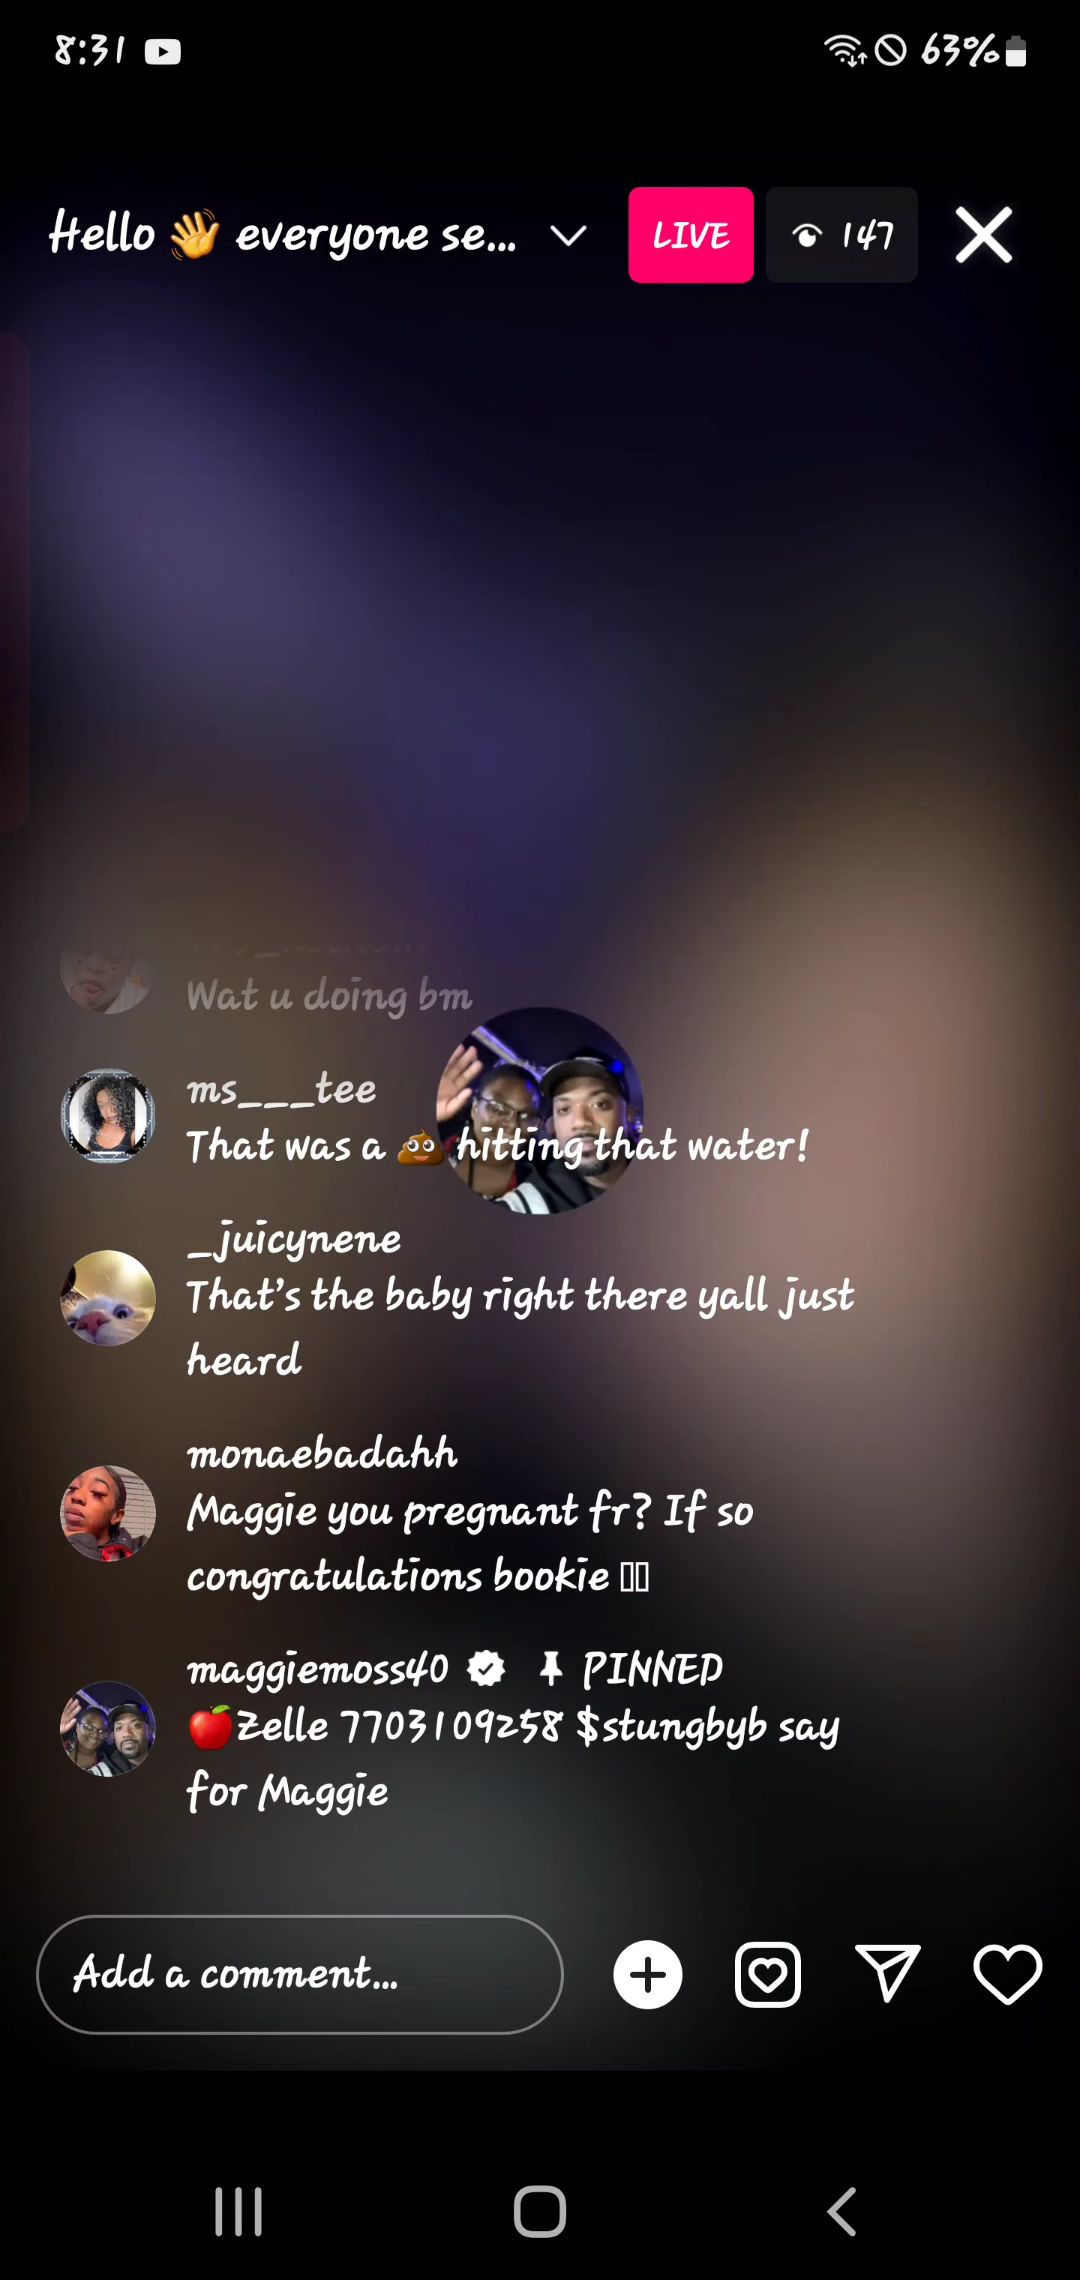 8:31
63%
Hello 👋 everyone se...
LIVE
147
Wat u doing bm
ms___tee
That was a 💩 hitting that water!
_juicynene
That's the baby right there yall just
heard
monaebadahh
Maggie you pregnant fr? If so
congratulations bookie
maggiemoss40 PINNED
🍎Zelle 7703109258 $stungbyb say
for Maggie
Add a comment...